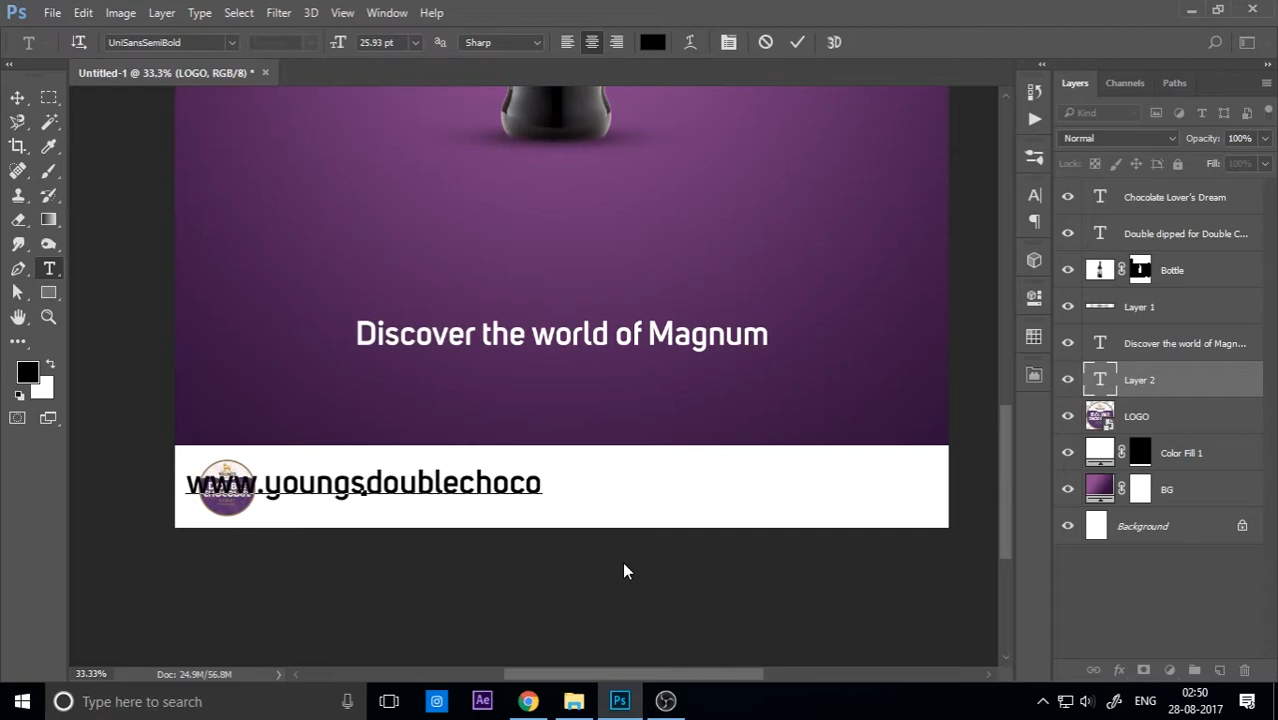 Ps File Edit Image Layer Type Select Filter 3D View Window Help
T UniSansSemiBold 25.93 pt aa Sharp 3D
Untitled-1 @ 33.3% (LOGO, RGB/8) *
Layers Channels Paths
Kind
Normal Opacity: 100%
Lock: Fill: 100%
Chocolate Lover's Dream
Double dipped for Double C...
Bottle
Layer 1
Discover the world of Magn...
Layer 2
LOGO
Color Fill 1
BG
Background
Discover the world of Magnum
www.youngsdoublechoco
33.33% Doc: 24.9M/56.8M
Type here to search
Ae Ps
ENG
02:50
28-08-2017